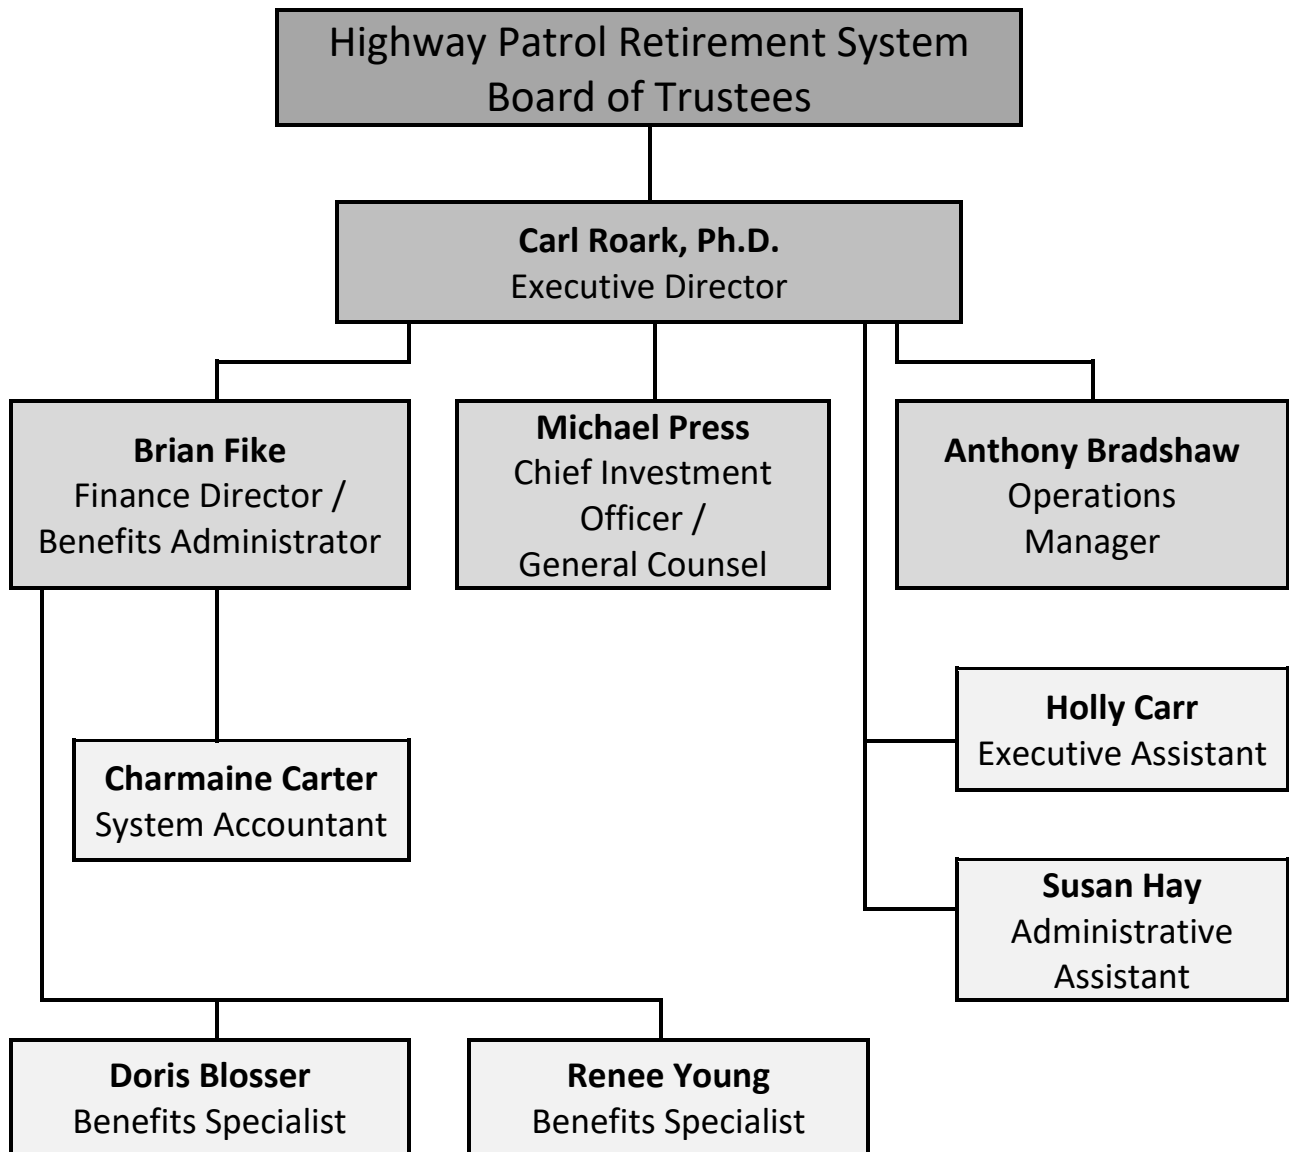 Highway Patrol Retirement System
Board of Trustees
Carl Roark, Ph.D.
Executive Director
Brian Fike
Finance Director /
Benefits Administrator
Michael Press
Chief Investment
Officer /
General Counsel
Anthony Bradshaw
Operations
Manager
Holly Carr
Executive Assistant
Charmaine Carter
System Accountant
Susan Hay
Administrative
Assistant
Doris Blosser
Benefits Specialist
Renee Young
Benefits Specialist